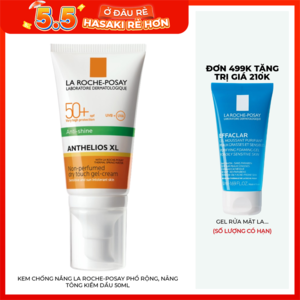 5.5
Ở ĐÂU RẺ
HASAKI RẺ HƠN
LA ROCHE-POSAY
LABORATOIRE DERMATOLOGIQUE
50+
Anti-shine
ANTHELIOS XL
Non-perfumed
dry touch gel-cream
KEM CHỐNG NẮNG LA ROCHE-POSAY PHỔ RỘNG, NÂNG
TÔNG KIỀM DẦU 50ML
ĐƠN 499K TẶNG
TRỊ GIÁ 210K
LA ROCHE-POSAY
EFFACLAR
GEL RỬA MẶT LA...
(SỐ LƯỢNG CÓ HẠN)